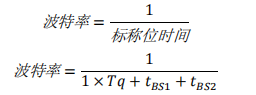 波特率 = 1 / 标称位时间
波特率 = 1 / (1 × Tq + t_BS1 + t_BS2)